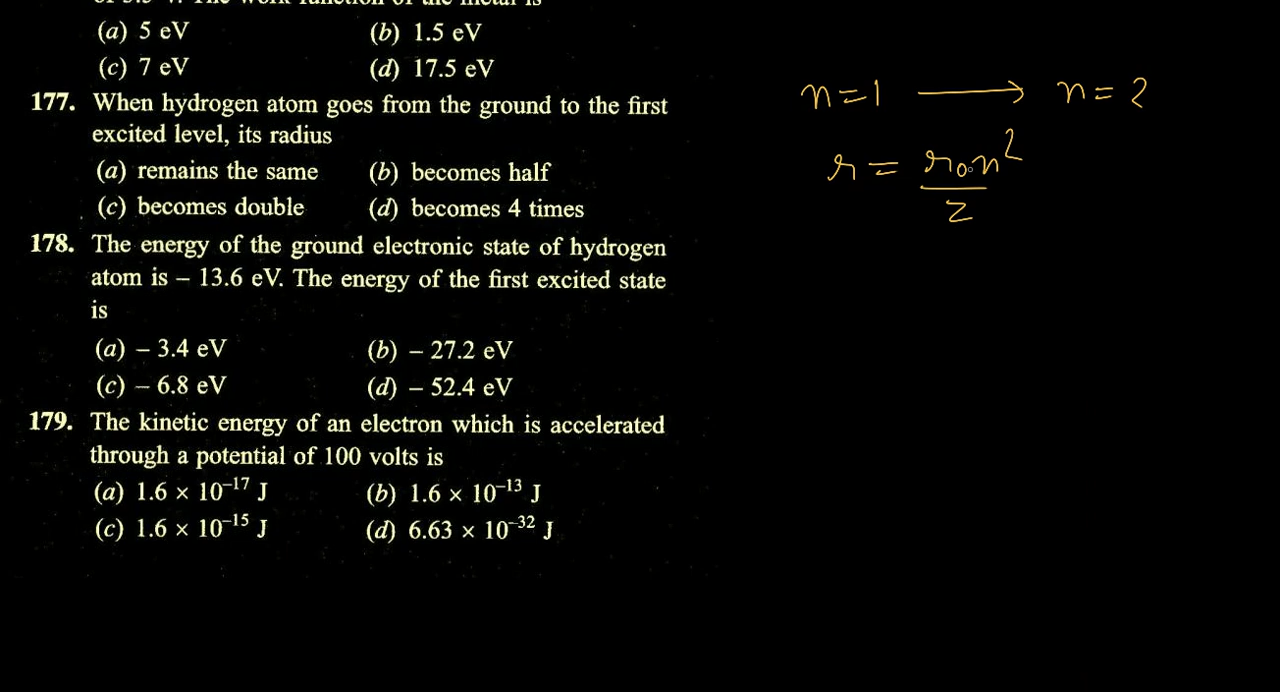 (a) 5 eV (b) 1.5 eV
(c) 7 eV (d) 17.5 eV
177. When hydrogen atom goes from the ground to the first
excited level, its radius
(a) remains the same (b) becomes half
(c) becomes double (d) becomes 4 times
178. The energy of the ground electronic state of hydrogen
atom is – 13.6 eV. The energy of the first excited state
is
(a) – 3.4 eV (b) – 27.2 eV
(c) – 6.8 eV (d) – 52.4 eV
179. The kinetic energy of an electron which is accelerated
through a potential of 100 volts is
(a) 1.6 × 10⁻¹⁷ J (b) 1.6 × 10⁻¹³ J
(c) 1.6 × 10⁻¹⁵ J (d) 6.63 × 10⁻³² J
n=1 ⟶ n=2
r = r₀n²
z